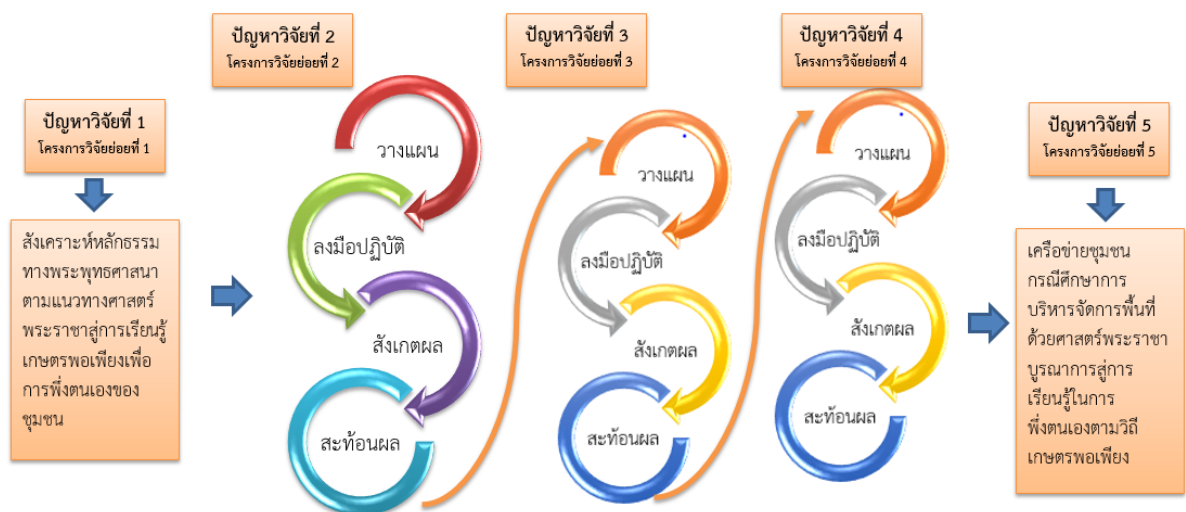 ปัญหาวิจัยที่ 1
โครงการวิจัยย่อยที่ 1
สังเคราะห์หลักธรรม
ทางพระพุทธศาสนา
ตามแนวทางศาสตร์
พระราชาสู่การเรียนรู้
เกษตรพอเพียงเพื่อ
การพึ่งตนเองของ
ชุมชน
ปัญหาวิจัยที่ 2
โครงการวิจัยย่อยที่ 2
วางแผน
ลงมือปฏิบัติ
สังเกตผล
สะท้อนผล
ปัญหาวิจัยที่ 3
โครงการวิจัยย่อยที่ 3
วางแผน
ลงมือปฏิบัติ
สังเกตผล
สะท้อนผล
ปัญหาวิจัยที่ 4
โครงการวิจัยย่อยที่ 4
วางแผน
ลงมือปฏิบัติ
สังเกตผล
สะท้อนผล
ปัญหาวิจัยที่ 5
โครงการวิจัยย่อยที่ 5
เครือข่ายชุมชน
กรณีศึกษาการ
บริหารจัดการพื้นที่
ด้วยศาสตร์พระราชา
บูรณาการสู่การ
เรียนรู้ในการ
พึ่งตนเองตามวิถี
เกษตรพอเพียง